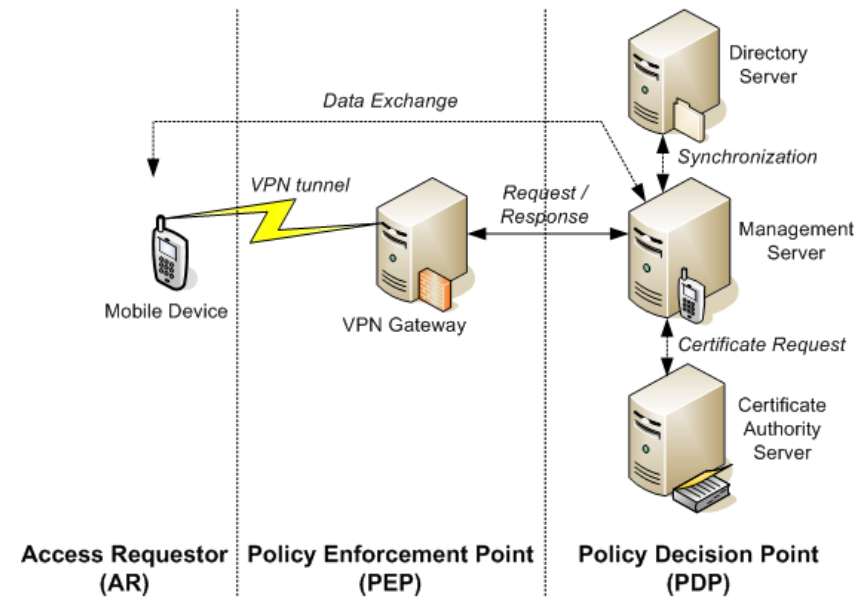 Directory
Server
Data Exchange
Synchronization
VPN tunnel
Request /
Response
Management
Server
Mobile Device
VPN Gateway
Certificate Request
Certificate
Authority
Server
Access Requestor
(AR)
Policy Enforcement Point
(PEP)
Policy Decision Point
(PDP)